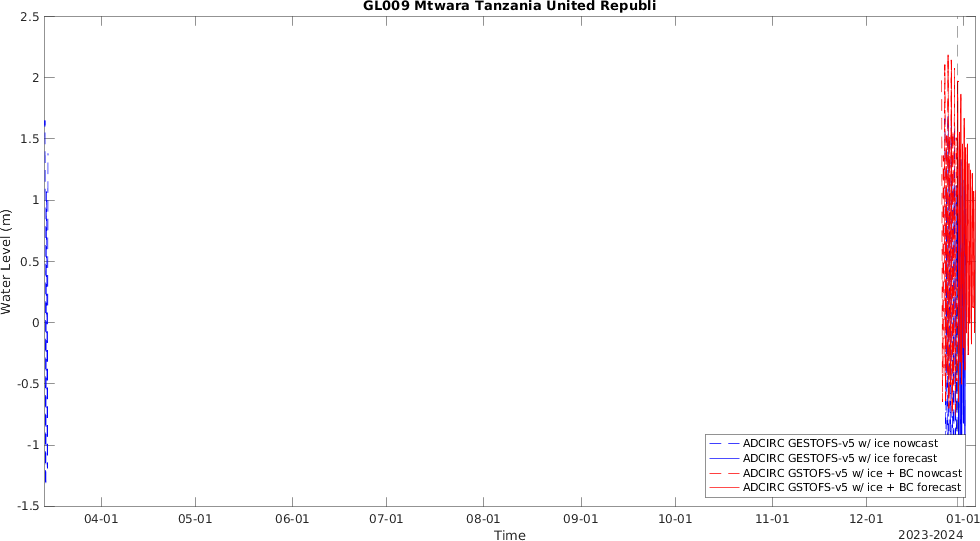 GL009 Mtwara Tanzania United Republi
2.5
2
1.5
1
0.5
0
-0.5
-1
-1.5
Water Level (m)
ADCIRC GESTOFS-v5 w/ ice nowcast
ADCIRC GESTOFS-v5 w/ ice forecast
ADCIRC GSTOFS-v5 w/ ice + BC nowcast
ADCIRC GSTOFS-v5 w/ ice + BC forecast
04-01 05-01 06-01 07-01 08-01 09-01 10-01 11-01 12-01 01-01
Time
2023-2024